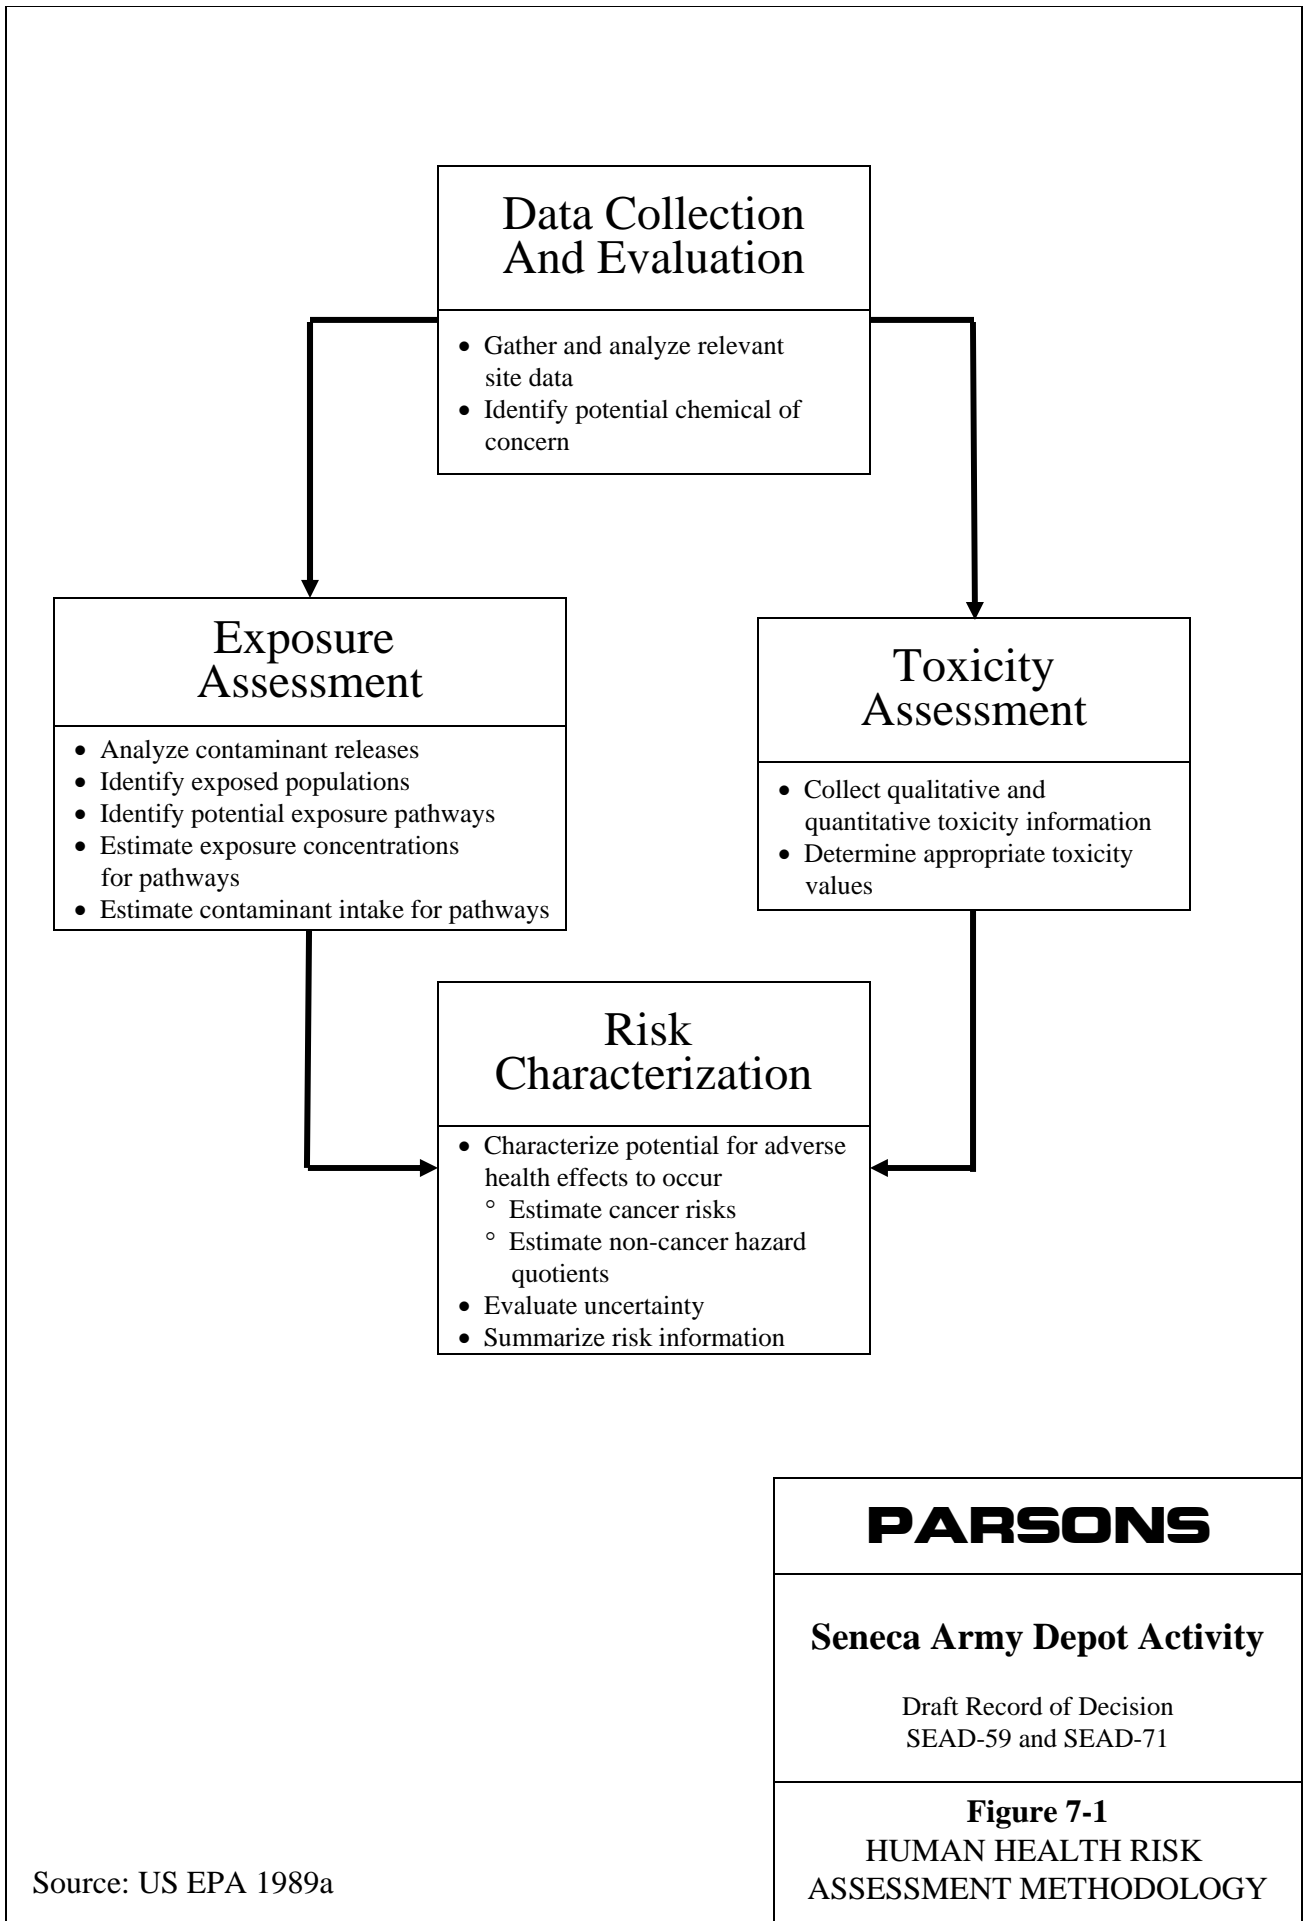 Data Collection
And Evaluation
• Gather and analyze relevant
site data
• Identify potential chemical of
concern
Exposure
Assessment
• Analyze contaminant releases
• Identify exposed populations
• Identify potential exposure pathways
• Estimate exposure concentrations
for pathways
• Estimate contaminant intake for pathways
Toxicity
Assessment
• Collect qualitative and
quantitative toxicity information
• Determine appropriate toxicity
values
Risk
Characterization
• Characterize potential for adverse
health effects to occur
° Estimate cancer risks
° Estimate non-cancer hazard
quotients
• Evaluate uncertainty
• Summarize risk information
PARSONS
Seneca Army Depot Activity
Draft Record of Decision
SEAD-59 and SEAD-71
Figure 7-1
HUMAN HEALTH RISK
ASSESSMENT METHODOLOGY
Source: US EPA 1989a